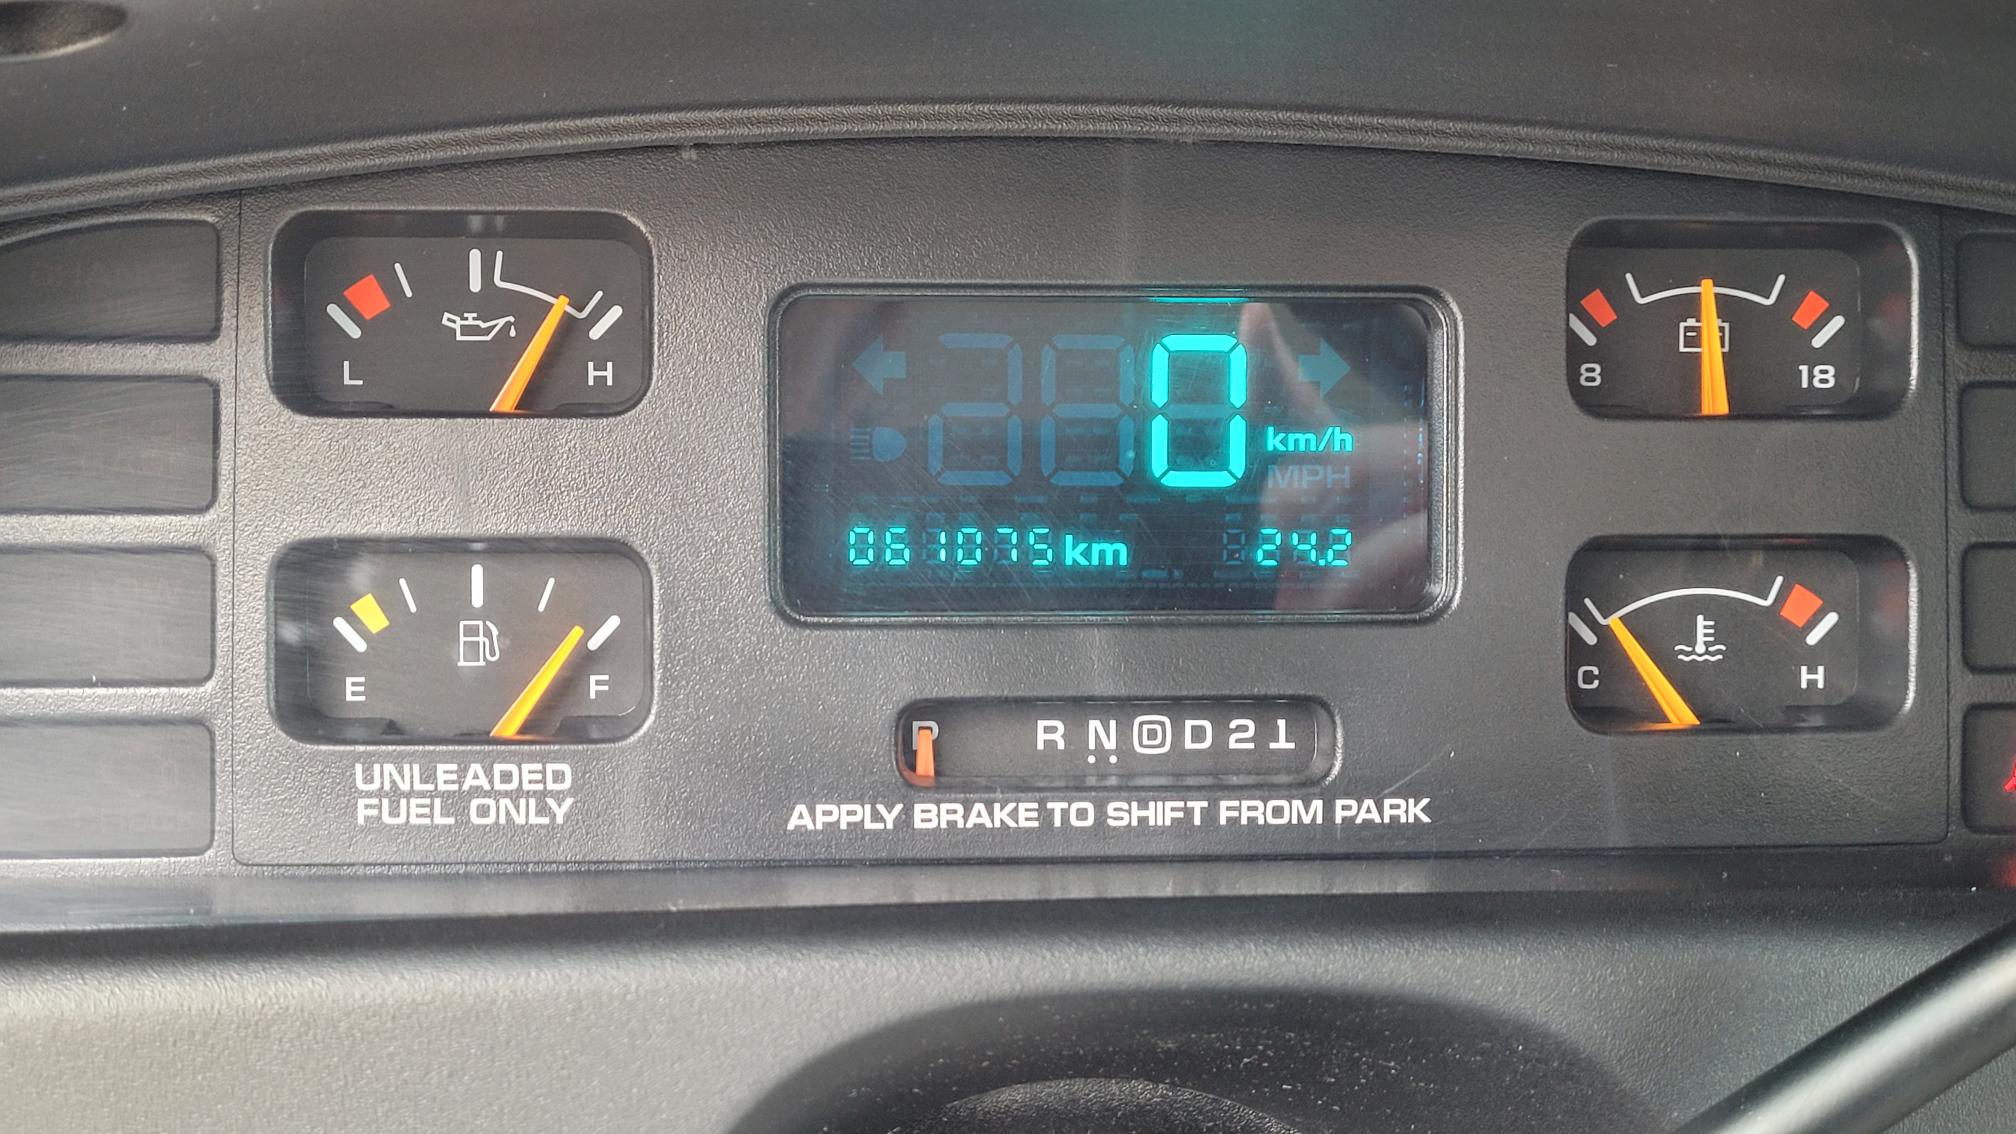 L H
8 18
0 km/h
MPH
061075 km 24.2
E F
C H
P R N D D 2 1
UNLEADED
FUEL ONLY
APPLY BRAKE TO SHIFT FROM PARK